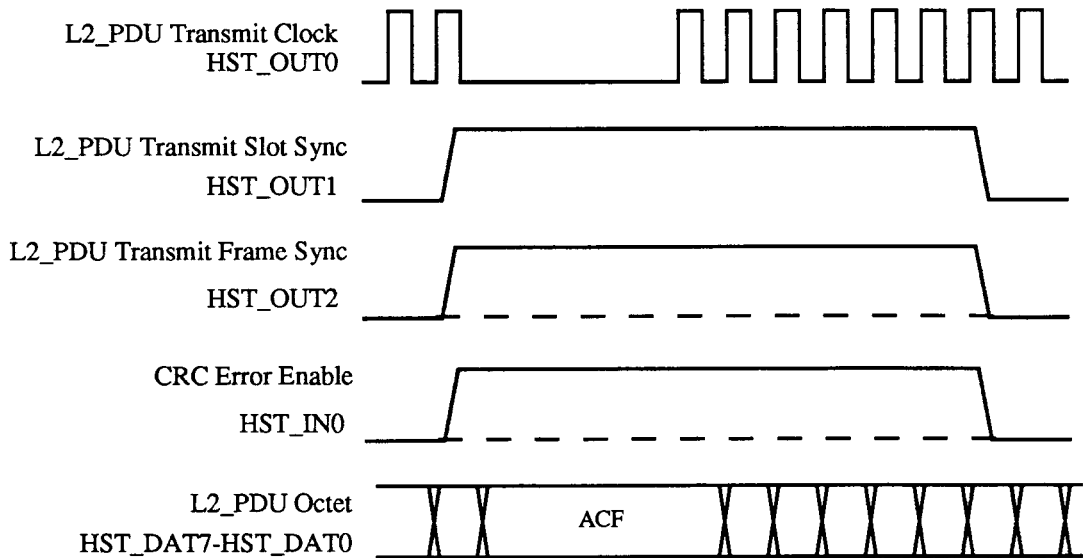 L2_PDU Transmit Clock
HST_OUT0
L2_PDU Transmit Slot Sync
HST_OUT1
L2_PDU Transmit Frame Sync
HST_OUT2
CRC Error Enable
HST_IN0
L2_PDU Octet
ACF
HST_DAT7-HST_DAT0